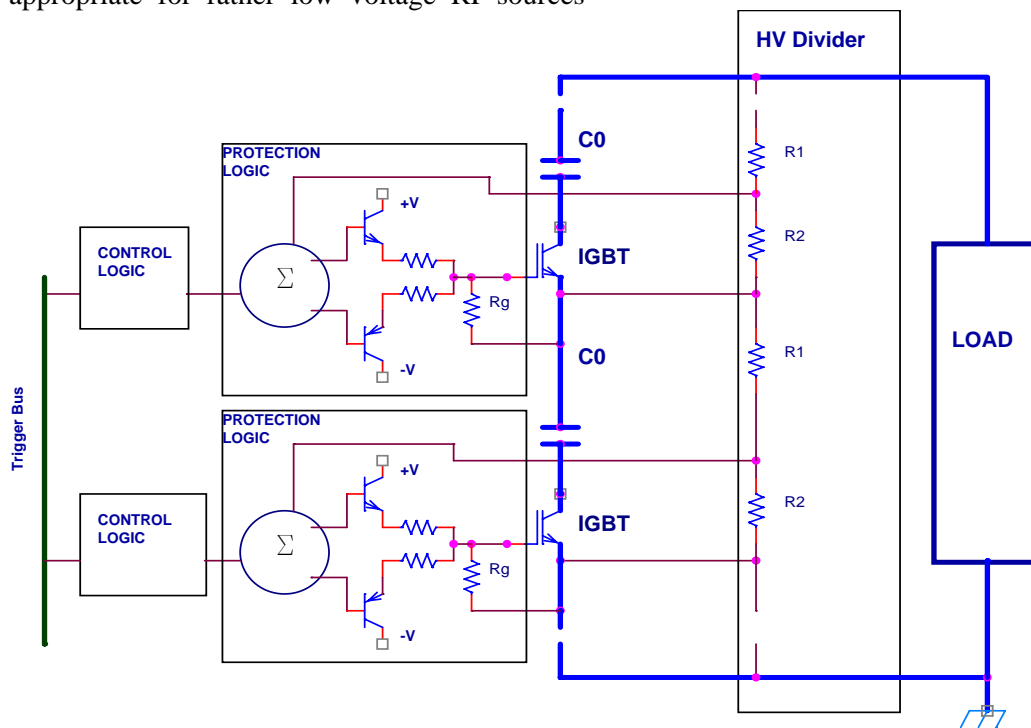 appropriate for rather low voltage RF sources
HV Divider
C0
PROTECTION
LOGIC
R1
+V
CONTROL
LOGIC
Σ
R2
IGBT
Rg
LOAD
R1
C0
-V
PROTECTION
LOGIC
Trigger Bus
+V
CONTROL
LOGIC
Σ
R2
IGBT
Rg
-V